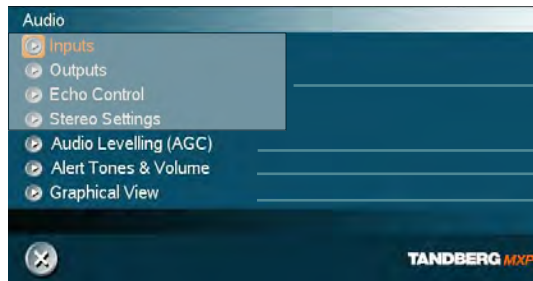 Audio
Inputs
Outputs
Echo Control
Stereo Settings
Audio Levelling (AGC)
Alert Tones & Volume
Graphical View
TANDBERG MXP